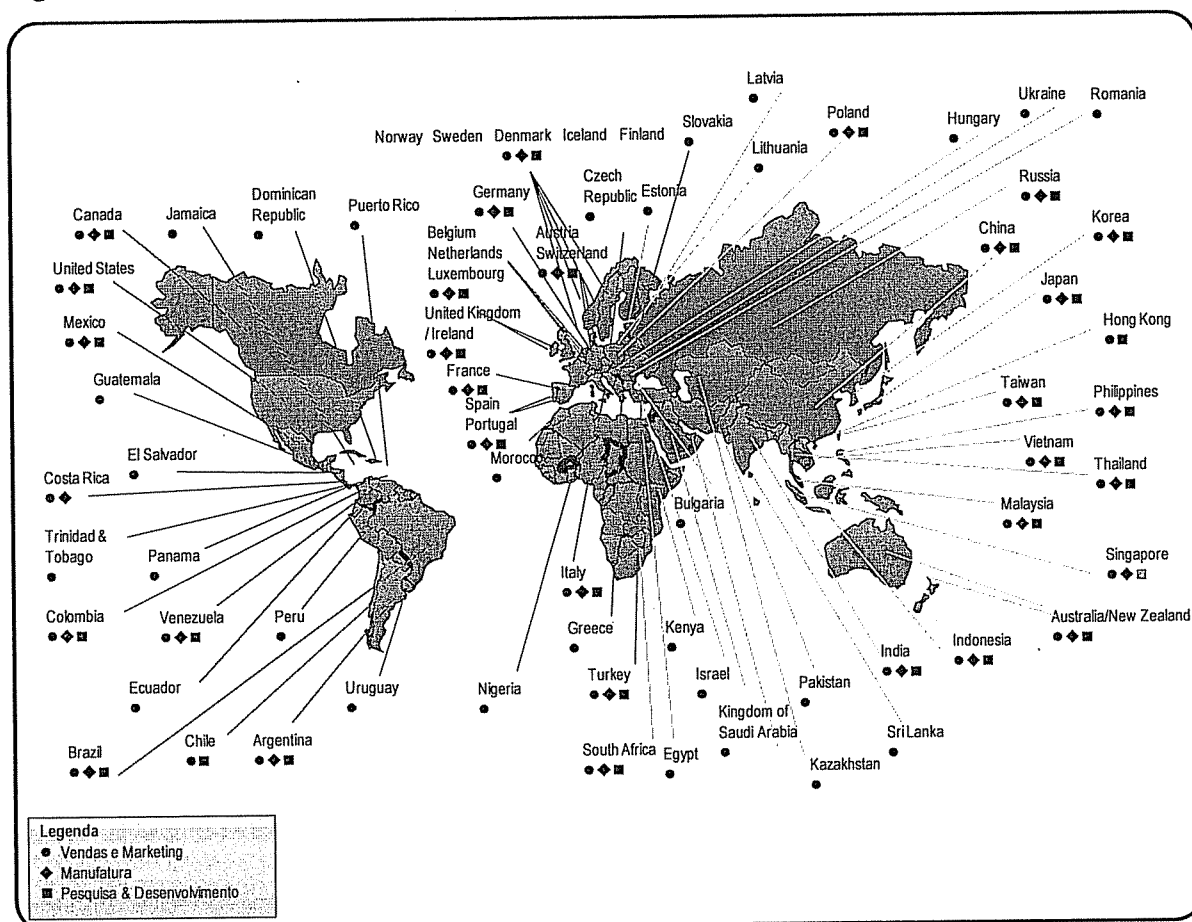 Latvia
Ukraine
Romania
Poland
Hungary
Slovakia
Norway Sweden Denmark Iceland Finland
Lithuania
Czech
Republic
Estonia
Russia
Germany
Dominican
Republic
Puerto Rico
Canada
Jamaica
China
Korea
Belgium
Netherlands
Luxembourg
Austria
Switzerland
United States
Japan
Mexico
United Kingdom
/ Ireland
Hong Kong
France
Guatemala
Taiwan
Philippines
Spain
Portugal
Vietnam
Morocco
El Salvador
Thailand
Costa Rica
Bulgaria
Malaysia
Trinidad &
Tobago
Panama
Singapore
Italy
Colombia
Venezuela
Peru
Greece
Kenya
Australia/New Zealand
India
Indonesia
Turkey
Israel
Pakistan
Ecuador
Uruguay
Nigeria
Kingdom of
Saudi Arabia
Sri Lanka
Brazil
Chile
Argentina
South Africa
Egypt
Kazakhstan
Legenda
Vendas e Marketing
Manufatura
Pesquisa & Desenvolvimento